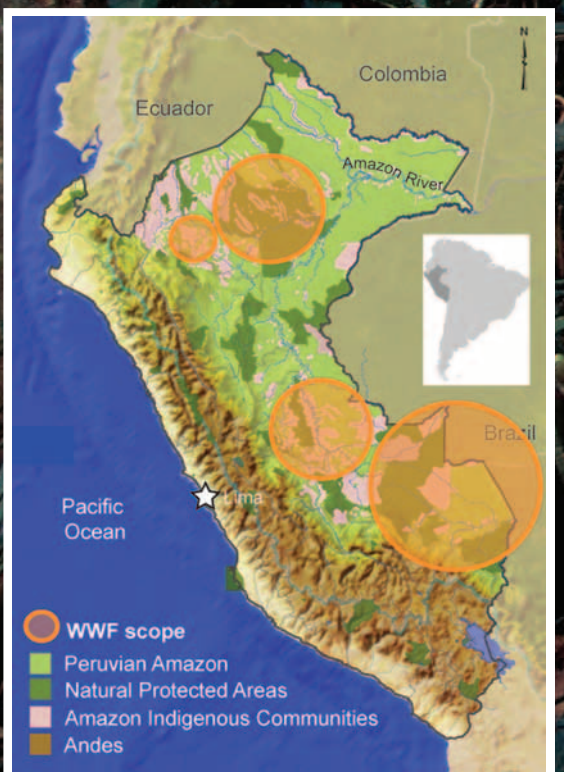 N
Colombia
Ecuador
Amazon River
Brazil
Lima
Pacific
Ocean
WWF scope
Peruvian Amazon
Natural Protected Areas
Amazon Indigenous Communities
Andes